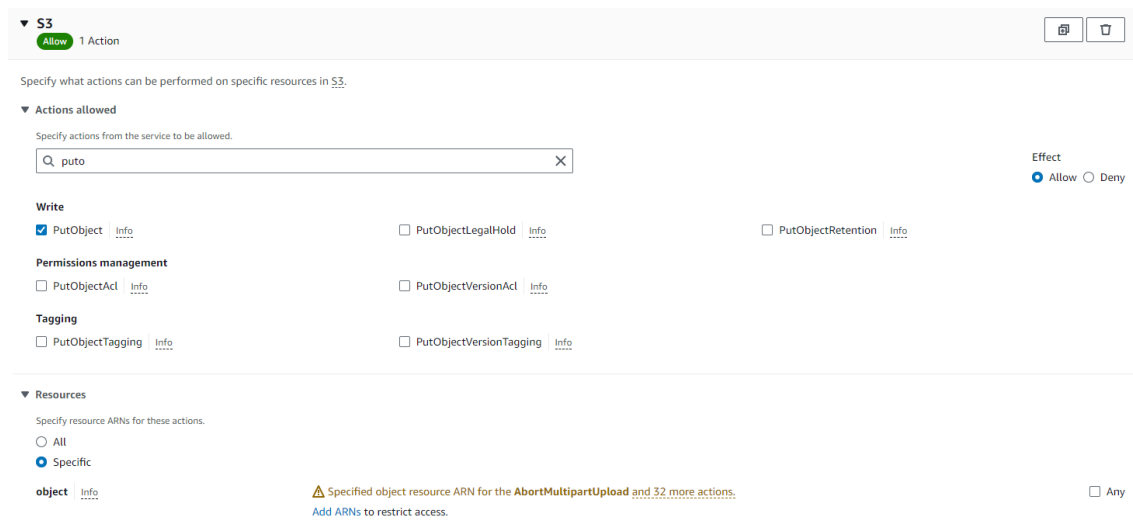 S3
Allow 1 Action
Specify what actions can be performed on specific resources in S3.
Actions allowed
Specify actions from the service to be allowed.
puto
Effect
Allow Deny
Write
PutObject Info PutObjectLegalHold Info PutObjectRetention Info
Permissions management
PutObjectAcl Info PutObjectVersionAcl Info
Tagging
PutObjectTagging Info PutObjectVersionTagging Info
Resources
Specify resource ARNs for these actions.
All
Specific
object Info Specified object resource ARN for the AbortMultipartUpload and 32 more actions. Any
Add ARNs to restrict access.